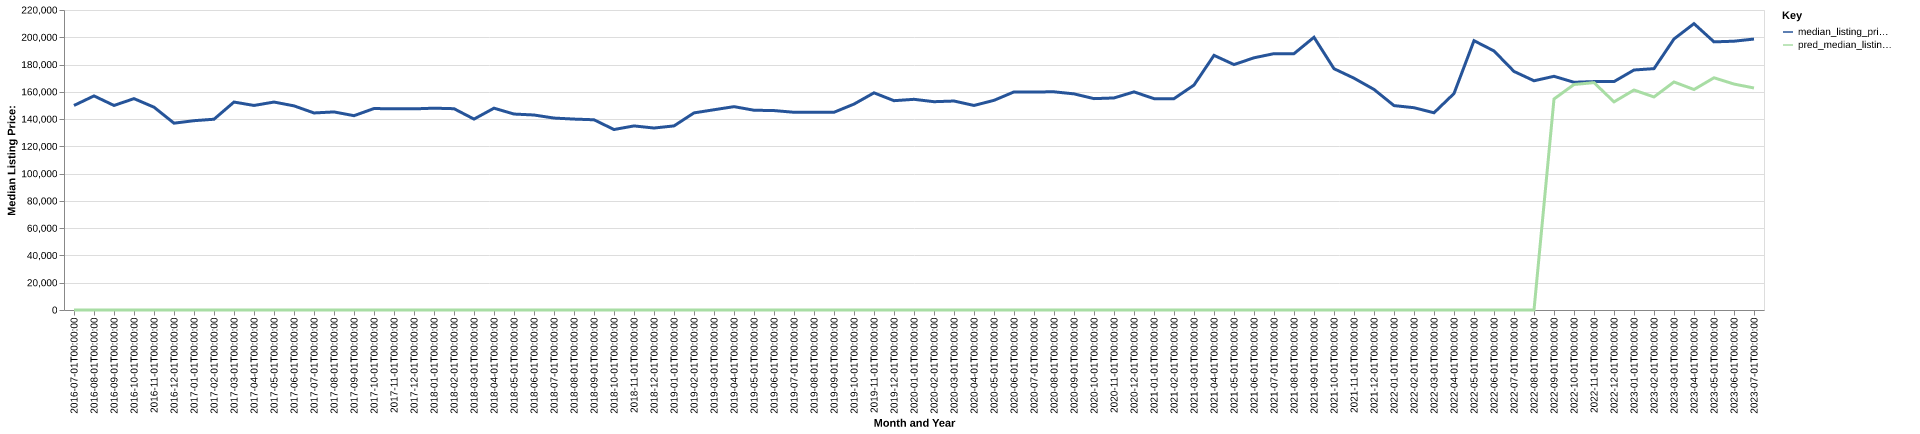 220,000
200,000
180,000
160,000
140,000
120,000
100,000
80,000
60,000
40,000
20,000
0
Median Listing Price:
2016-07-01T00:00:00
2016-08-01T00:00:00
2016-09-01T00:00:00
2016-10-01T00:00:00
2016-11-01T00:00:00
2016-12-01T00:00:00
2017-01-01T00:00:00
2017-02-01T00:00:00
2017-03-01T00:00:00
2017-04-01T00:00:00
2017-05-01T00:00:00
2017-06-01T00:00:00
2017-07-01T00:00:00
2017-08-01T00:00:00
2017-09-01T00:00:00
2017-10-01T00:00:00
2017-11-01T00:00:00
2017-12-01T00:00:00
2018-01-01T00:00:00
2018-02-01T00:00:00
2018-03-01T00:00:00
2018-04-01T00:00:00
2018-05-01T00:00:00
2018-06-01T00:00:00
2018-07-01T00:00:00
2018-08-01T00:00:00
2018-09-01T00:00:00
2018-10-01T00:00:00
2018-11-01T00:00:00
2018-12-01T00:00:00
2019-01-01T00:00:00
2019-02-01T00:00:00
2019-03-01T00:00:00
2019-04-01T00:00:00
2019-05-01T00:00:00
2019-06-01T00:00:00
2019-07-01T00:00:00
2019-08-01T00:00:00
2019-09-01T00:00:00
2019-10-01T00:00:00
2019-11-01T00:00:00
2019-12-01T00:00:00
2020-01-01T00:00:00
2020-02-01T00:00:00
2020-03-01T00:00:00
2020-04-01T00:00:00
2020-05-01T00:00:00
2020-06-01T00:00:00
2020-07-01T00:00:00
2020-08-01T00:00:00
2020-09-01T00:00:00
2020-10-01T00:00:00
2020-11-01T00:00:00
2020-12-01T00:00:00
2021-01-01T00:00:00
2021-02-01T00:00:00
2021-03-01T00:00:00
2021-04-01T00:00:00
2021-05-01T00:00:00
2021-06-01T00:00:00
2021-07-01T00:00:00
2021-08-01T00:00:00
2021-09-01T00:00:00
2021-10-01T00:00:00
2021-11-01T00:00:00
2021-12-01T00:00:00
2022-01-01T00:00:00
2022-02-01T00:00:00
2022-03-01T00:00:00
2022-04-01T00:00:00
2022-05-01T00:00:00
2022-06-01T00:00:00
2022-07-01T00:00:00
2022-08-01T00:00:00
2022-09-01T00:00:00
2022-10-01T00:00:00
2022-11-01T00:00:00
2022-12-01T00:00:00
2023-01-01T00:00:00
2023-02-01T00:00:00
2023-03-01T00:00:00
2023-04-01T00:00:00
2023-05-01T00:00:00
2023-06-01T00:00:00
2023-07-01T00:00:00
Month and Year
Key
median_listing_pri…
pred_median_listin…